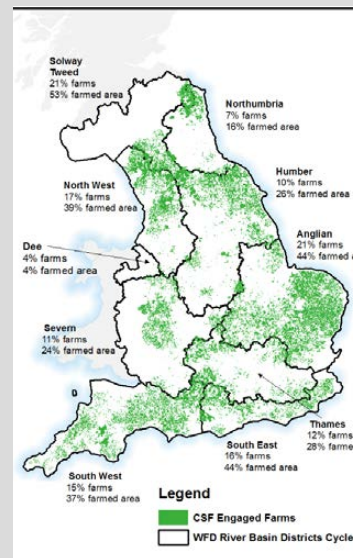 Solway
Tweed
21% farms
53% farmed area
Northumbria
7% farms
16% farmed area
Humber
10% farms
26% farmed area
North West
17% farms
39% farmed area
Anglian
21% farms
44% farmed a
Dee
4% farms
4% farmed area
Severn
11% farms
24% farmed area
Thames
12% farms
28% farmed
South East
16% farms
44% farmed area
South West
15% farms
37% farmed area
Legend
CSF Engaged Farms
WFD River Basin Districts Cycle